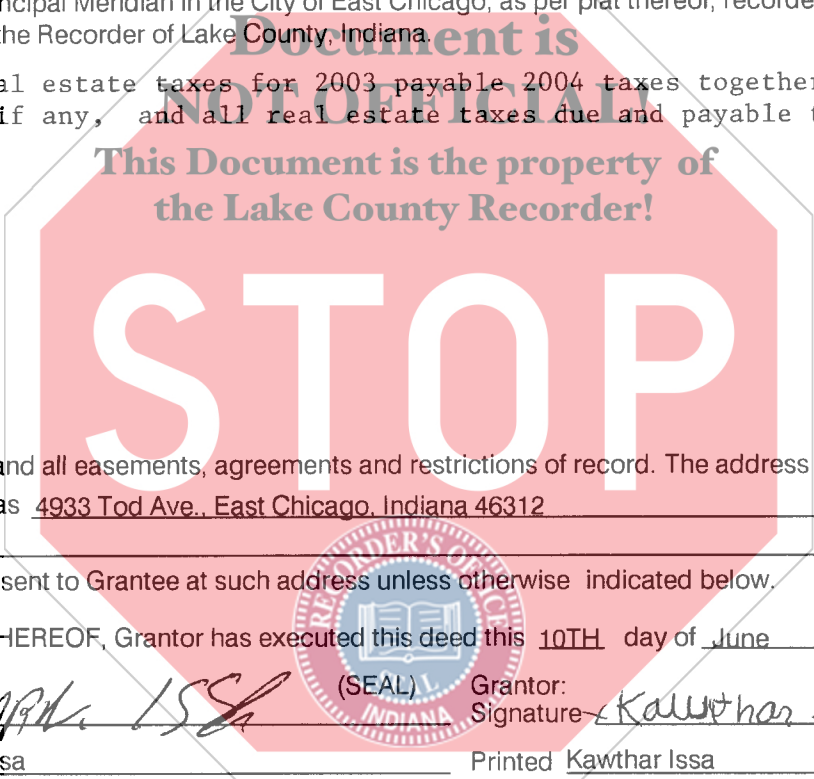 ncipal Meridian in the City of East Chicago, as per plat thereof, recorde
Document is
the Recorder of Lake County, Indiana.
al estate taxes for 2003 payable 2004 taxes together
NOT OFFICIAL!
if any, and all real estate taxes due and payable t
This Document is the property of
the Lake County Recorder!
STOP
and all easements, agreements and restrictions of record. The address
as 4933 Tod Ave., East Chicago, Indiana 46312
RECORDER'S OFFICE
sent to Grantee at such address unless otherwise indicated below.
HEREOF, Grantor has executed this deed this 10TH day of June
(SEAL) Grantor:
SEAL
Signature Kawthar
INDIANA
sa Printed Kawthar Issa